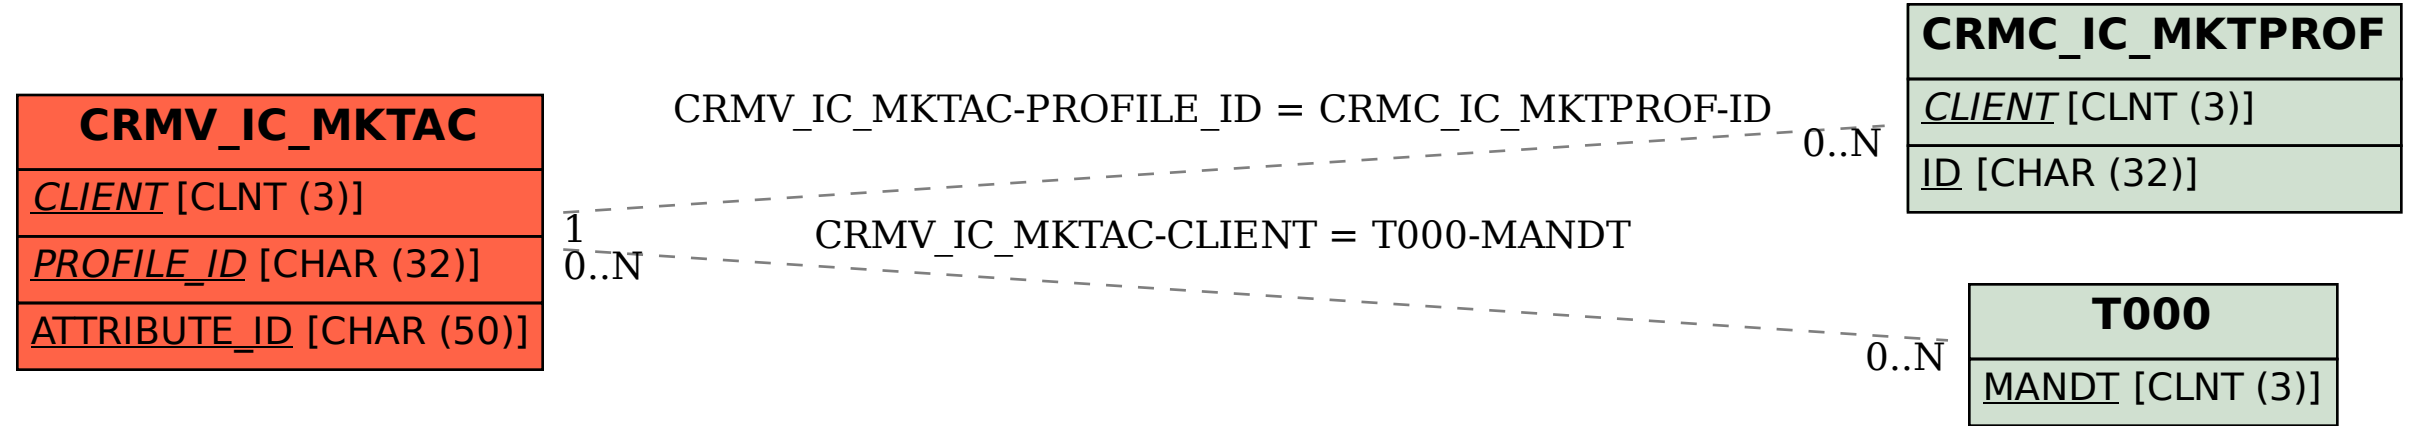 CRMV_IC_MKTAC
CLIENT [CLNT (3)]
PROFILE_ID [CHAR (32)]
ATTRIBUTE_ID [CHAR (50)]
CRMV_IC_MKTAC-PROFILE_ID = CRMC_IC_MKTPROF-ID
1
0..N
CRMV_IC_MKTAC-CLIENT = T000-MANDT
0..N
0..N
CRMC_IC_MKTPROF
CLIENT [CLNT (3)]
ID [CHAR (32)]
T000
MANDT [CLNT (3)]